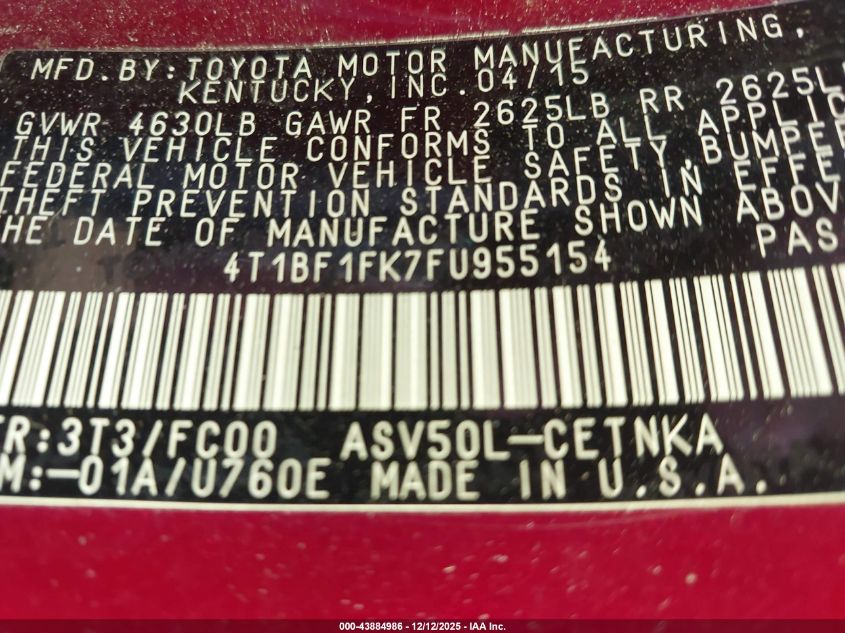 MFD.BY:TOYOTA MOTOR MANUFACTURING,
KENTUCKY, INC. 04/15
GVWR 4630LB GAWR FR 2625LB RR 2625L
THIS VEHICLE CONFORMS TO ALL APPLIC
FEDERAL MOTOR VEHICLE SAFETY, BUMPER
THEFT PREVENTION STANDARDS IN EFFE
HE DATE OF MANUFACTURE SHOWN ABOV
4T1BF1FK7FU955154 PAS
R:3T3/FC00 ASV50L-CETNKA
M:-01A/U760E MADE IN U.S.A.
000-43884986 - 12/12/2025 - IAA Inc.